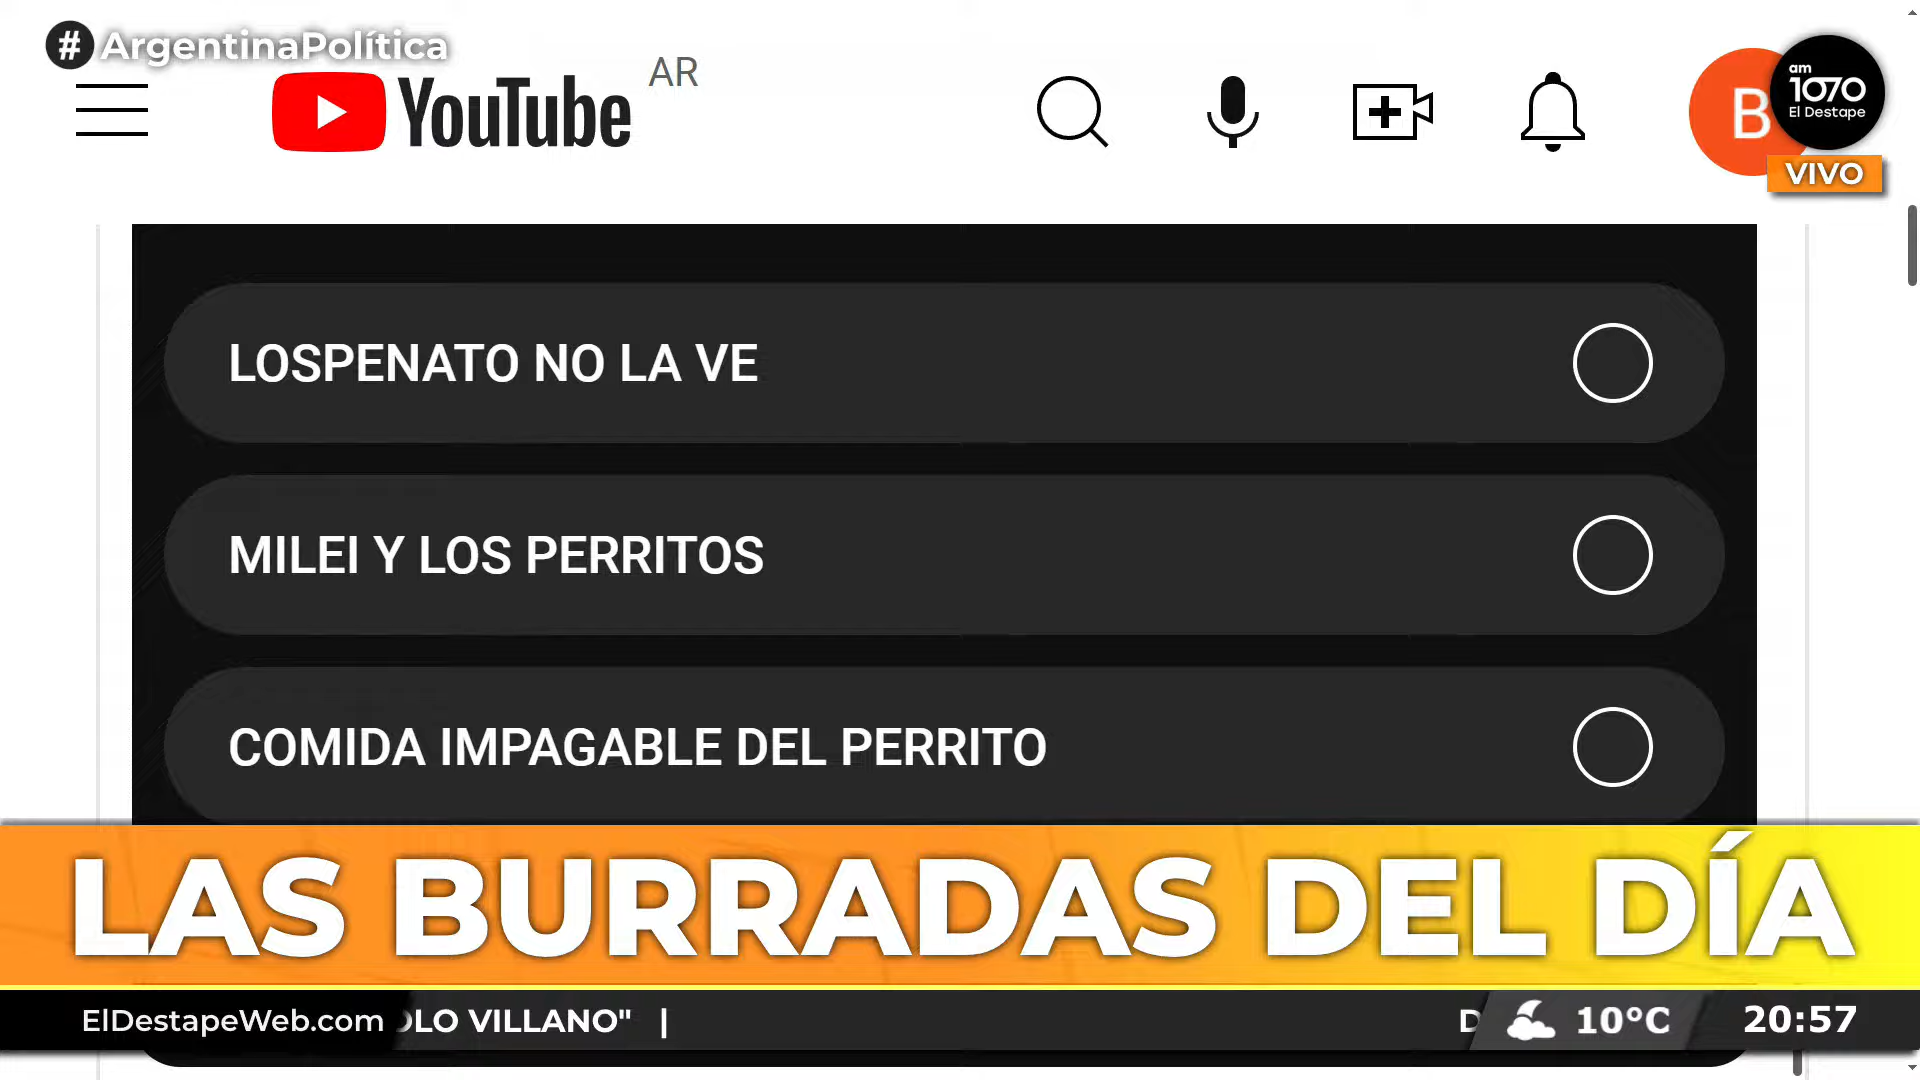 # ArgentinaPolítica
YouTube AR
B
am
1070
El Destape
VIVO
LOSPENATO NO LA VE
MILEI Y LOS PERRITOS
COMIDA IMPAGABLE DEL PERRITO
LAS BURRADAS DEL DÍA
ElDestapeWeb.com
OLO VILLANO" |
D
10°C
20:57